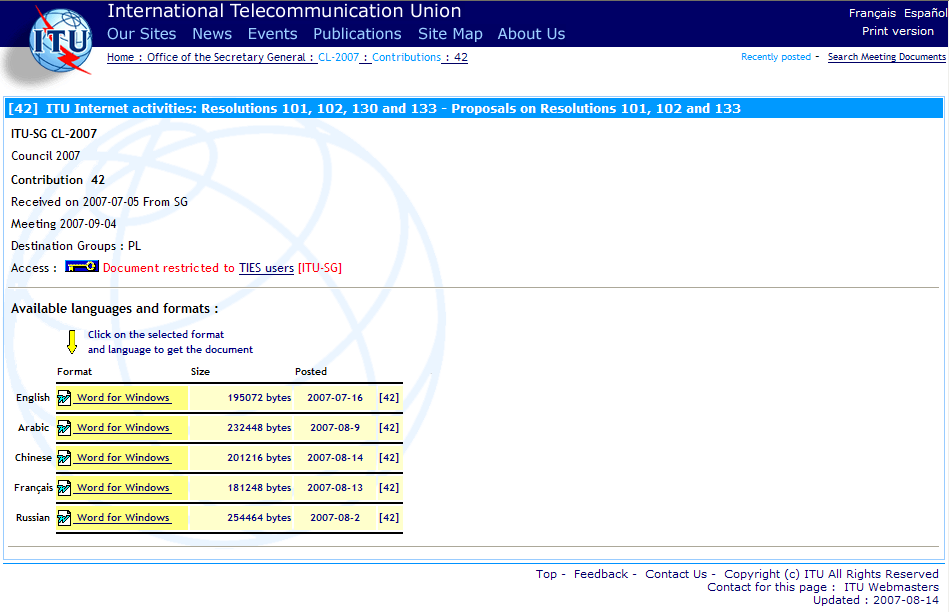 International Telecommunication Union
Français Español
Our Sites News Events Publications Site Map About Us
Print version
ITU
Home : Office of the Secretary General : CL-2007 : Contributions : 42
Recently posted - Search Meeting Documents
[42] ITU Internet activities: Resolutions 101, 102, 130 and 133 - Proposals on Resolutions 101, 102 and 133
ITU-SG CL-2007
Council 2007
Contribution 42
Received on 2007-07-05 From SG
Meeting 2007-09-04
Destination Groups : PL
Access : Document restricted to TIES users [ITU-SG]
Available languages and formats :
Click on the selected format
and language to get the document
Format Size Posted
English Word for Windows 195072 bytes 2007-07-16 [42]
Arabic Word for Windows 232448 bytes 2007-08-9 [42]
Chinese Word for Windows 201216 bytes 2007-08-14 [42]
Français Word for Windows 181248 bytes 2007-08-13 [42]
Russian Word for Windows 254464 bytes 2007-08-2 [42]
Top - Feedback - Contact Us - Copyright (c) ITU All Rights Reserved
Contact for this page : ITU Webmasters
Updated : 2007-08-14